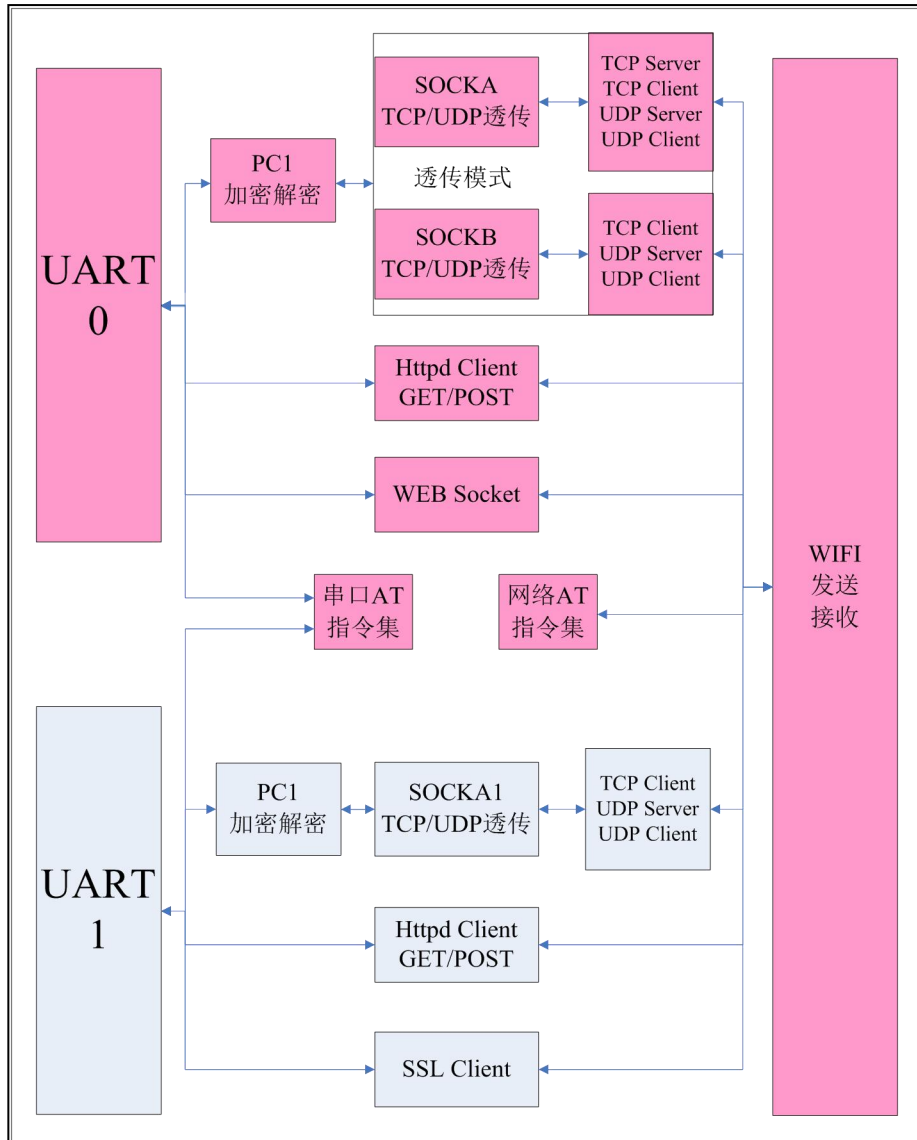 UART
0
PC1
加密解密
SOCKA
TCP/UDP透传
透传模式
SOCKB
TCP/UDP透传
TCP Server
TCP Client
UDP Server
UDP Client
TCP Client
UDP Server
UDP Client
Httpd Client
GET/POST
WEB Socket
串口AT
指令集
网络AT
指令集
WIFI
发送
接收
UART
1
PC1
加密解密
SOCKA1
TCP/UDP透传
TCP Client
UDP Server
UDP Client
Httpd Client
GET/POST
SSL Client